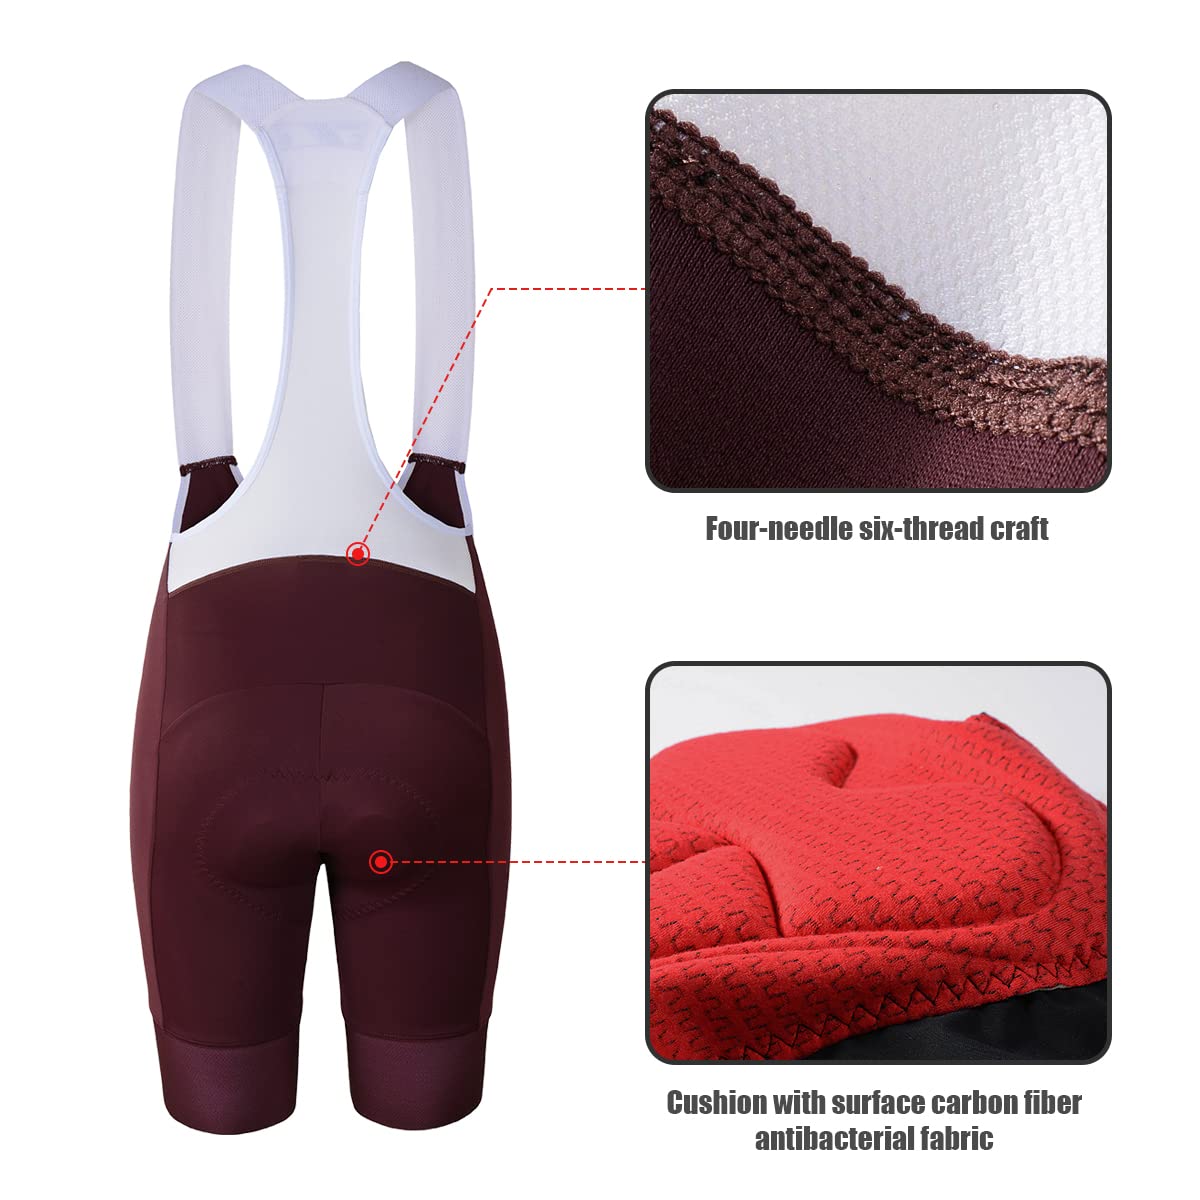 Four-needle six-thread craft
Cushion with surface carbon fiber
antibacterial fabric